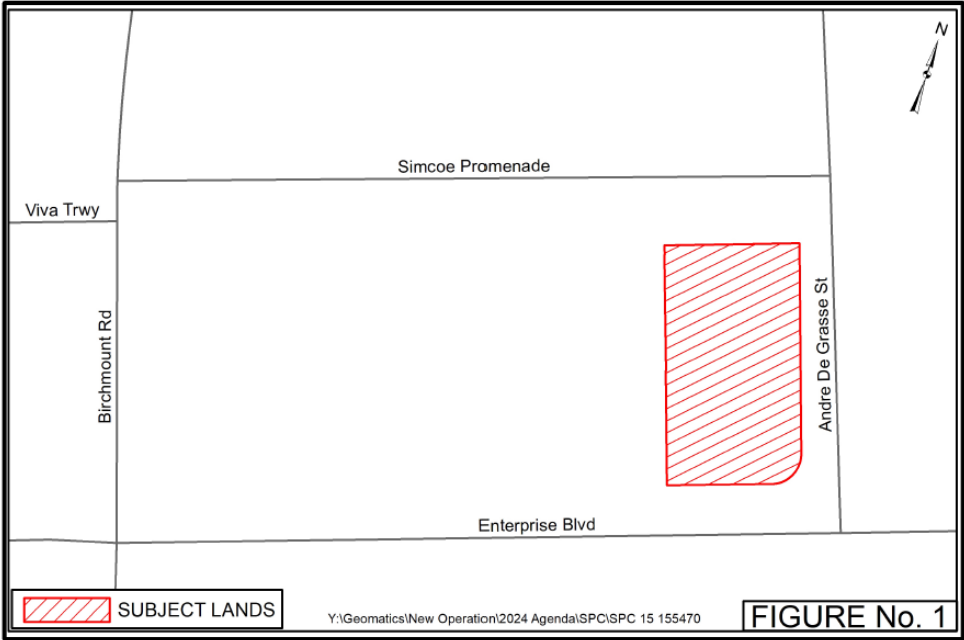 N
Simcoe Promenade
Viva Trwy
Birchmount Rd
Andre De Grasse St
Enterprise Blvd
SUBJECT LANDS
Y:\Geomatics\New Operation\2024 Agenda\SPC\SPC 15 155470
FIGURE No. 1